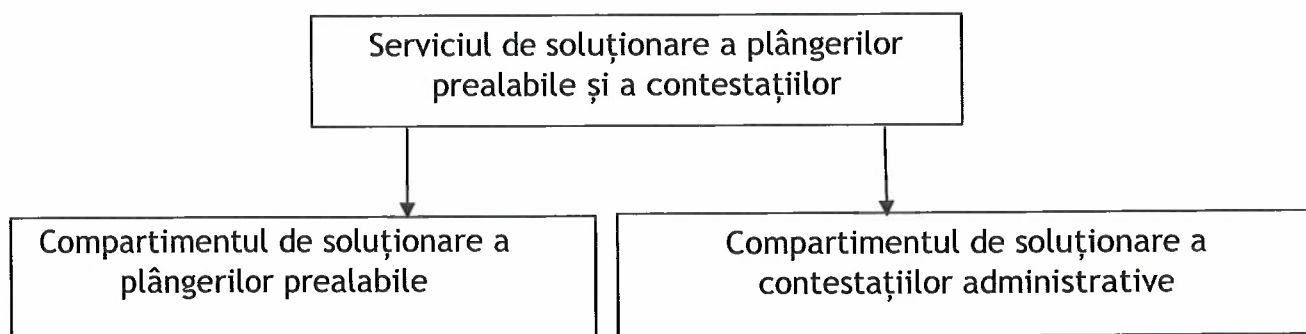 Serviciul de soluționare a plângerilor
prealabile și a contestațiilor
Compartimentul de soluționare a
plângerilor prealabile
Compartimentul de soluționare a
contestațiilor administrative